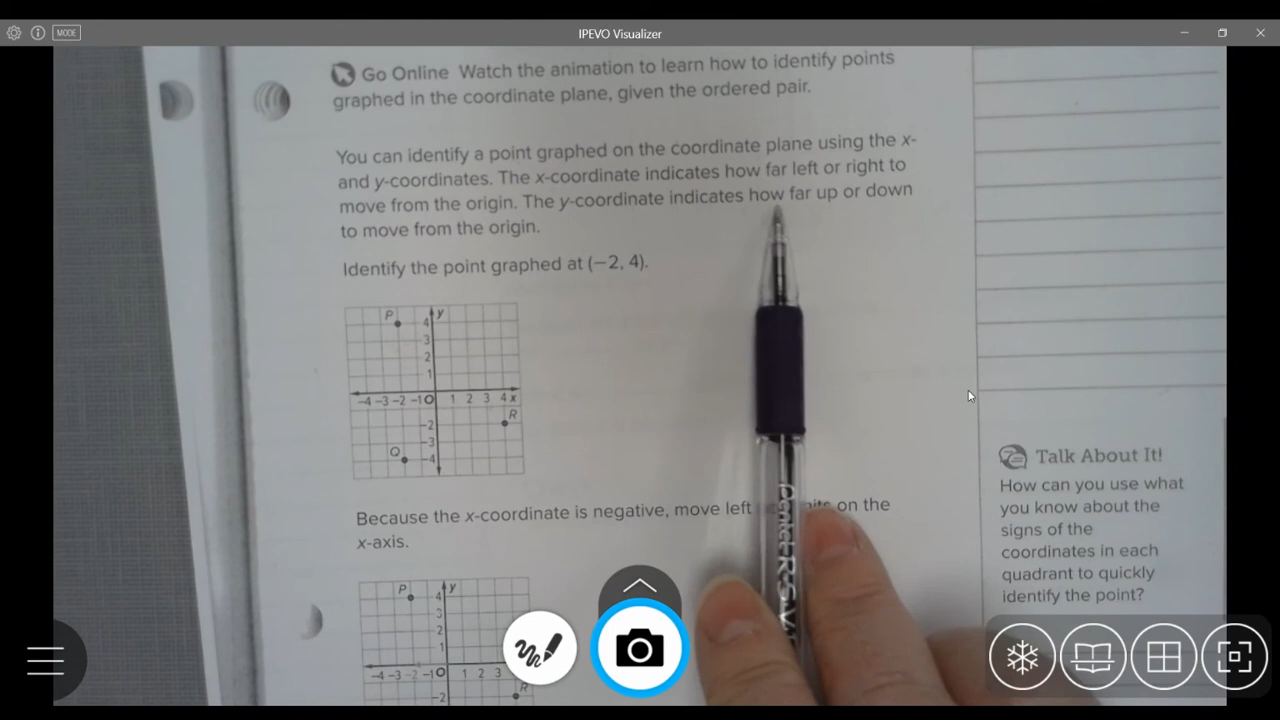 MODE
IPEVO Visualizer
Go Online Watch the animation to learn how to identify points
graphed in the coordinate plane, given the ordered pair.
You can identify a point graphed on the coordinate plane using the x-
and y-coordinates. The x-coordinate indicates how far left or right to
move from the origin. The y-coordinate indicates how far up or down
to move from the origin.
Identify the point graphed at (−2, 4).
P y
4
3
2
1
−4 −3 −2 −1 O 1 2 3 4 x
R
−2
−3
Q
−4
Because the x-coordinate is negative, move left on the
x-axis.
P y
4
3
2
1
−4 −3 −2 −1 O 1 2 3
R
−2
Talk About It!
How can you use what
you know about the
signs of the
coordinates in each
quadrant to quickly
identify the point?